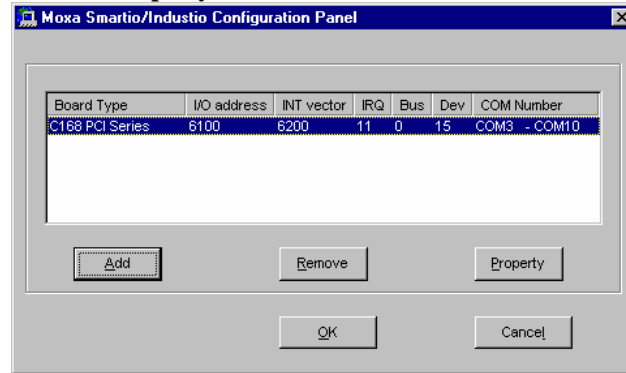 Moxa Smartio/Industio Configuration Panel
Board Type I/O address INT vector IRQ Bus Dev COM Number
C168 PCI Series 6100 6200 11 0 15 COM3 - COM10
Add Remove Property
OK Cancel